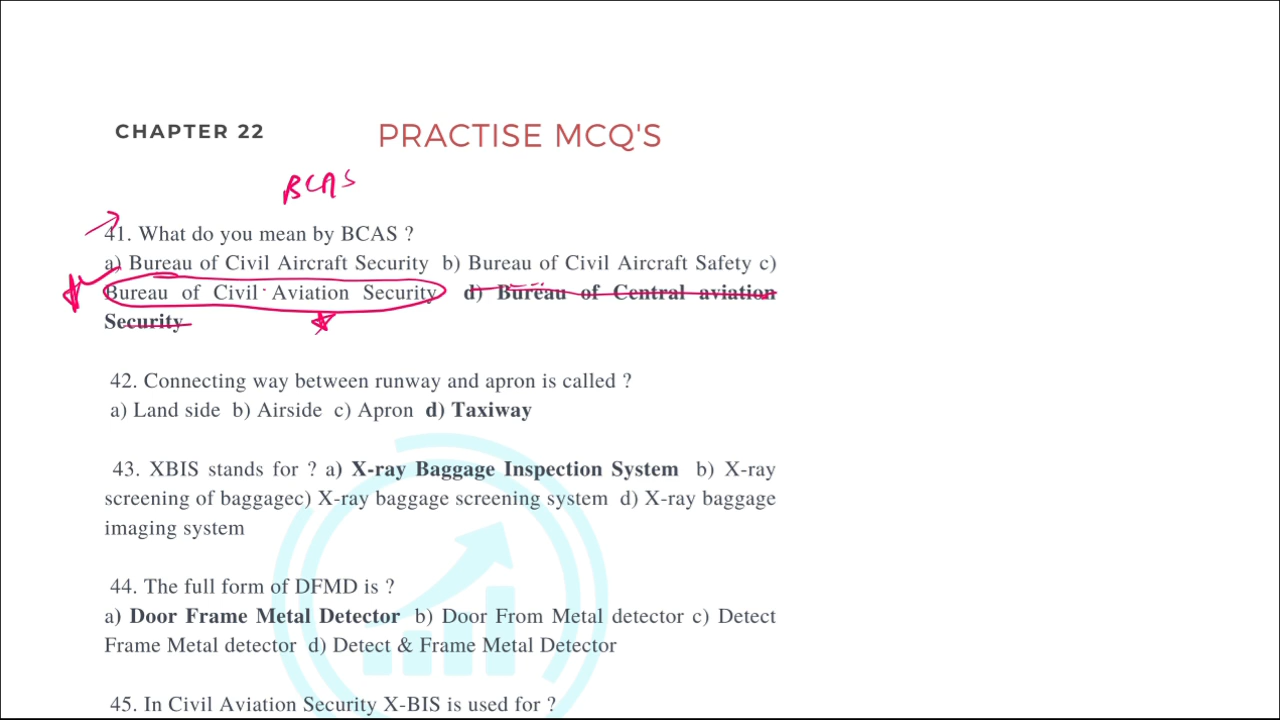 CHAPTER 22
PRACTISE MCQ'S
BCAS
41. What do you mean by BCAS ?
a) Bureau of Civil Aircraft Security b) Bureau of Civil Aircraft Safety c)
Bureau of Civil Aviation Security d) Bureau of Central aviation
Security
42. Connecting way between runway and apron is called ?
a) Land side b) Airside c) Apron d) Taxiway
43. XBIS stands for ? a) X-ray Baggage Inspection System b) X-ray
screening of baggagec) X-ray baggage screening system d) X-ray baggage
imaging system
44. The full form of DFMD is ?
a) Door Frame Metal Detector b) Door From Metal detector c) Detect
Frame Metal detector d) Detect & Frame Metal Detector
45. In Civil Aviation Security X-BIS is used for ?